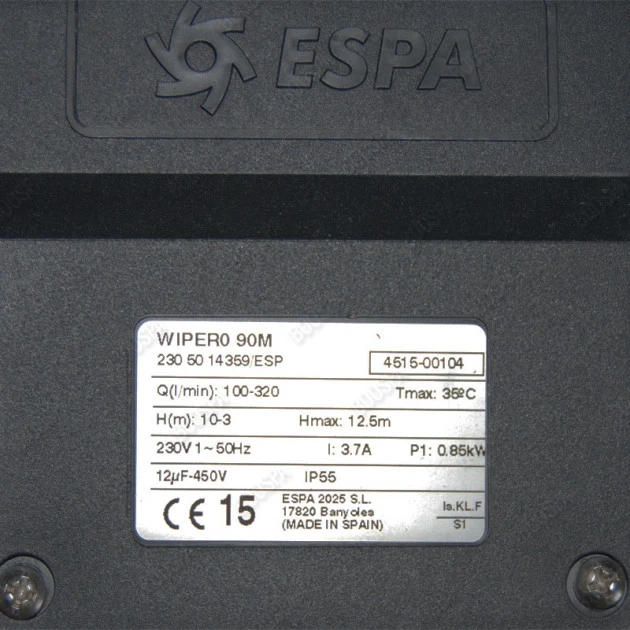 ESPA
WIPER0 90M
230 50 14359/ESP
4515-00104
Q(l/min): 100-320 Tmax: 35ºC
H(m): 10-3 Hmax: 12.5m
230V 1~50Hz I: 3.7A P1: 0.85kW
12µF-450V IP55
CE 15
ESPA 2025 S.L.
17820 Banyoles
(MADE IN SPAIN)
Is.KL.F
S1